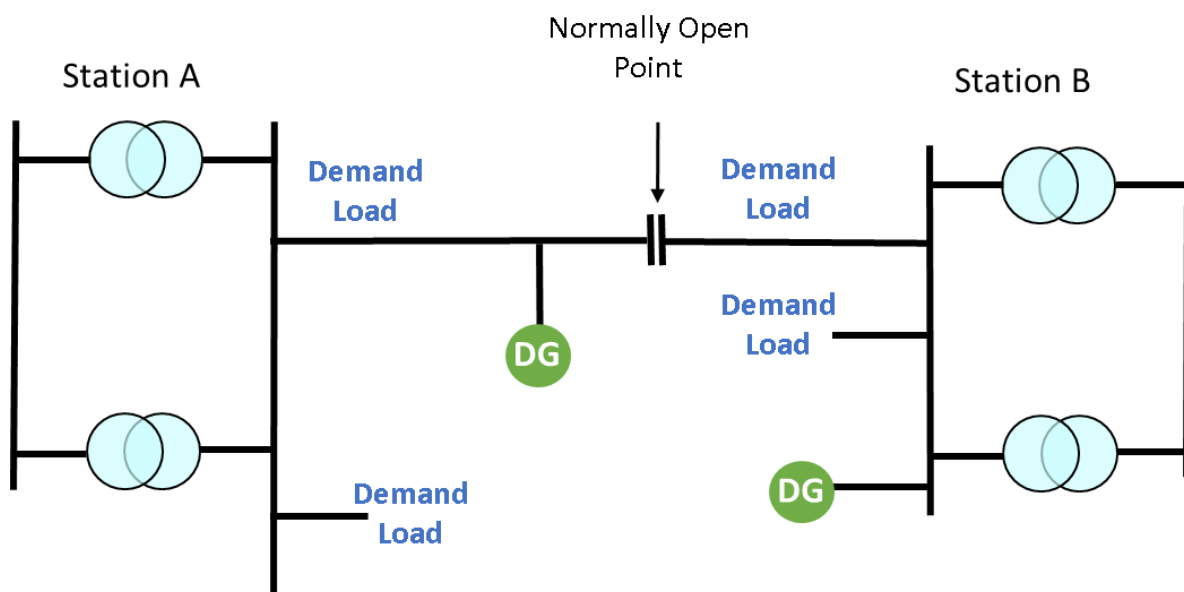 Normally Open
Point
Station A
Station B
Demand
Load
Demand
Load
Demand
Load
DG
DG
Demand
Load